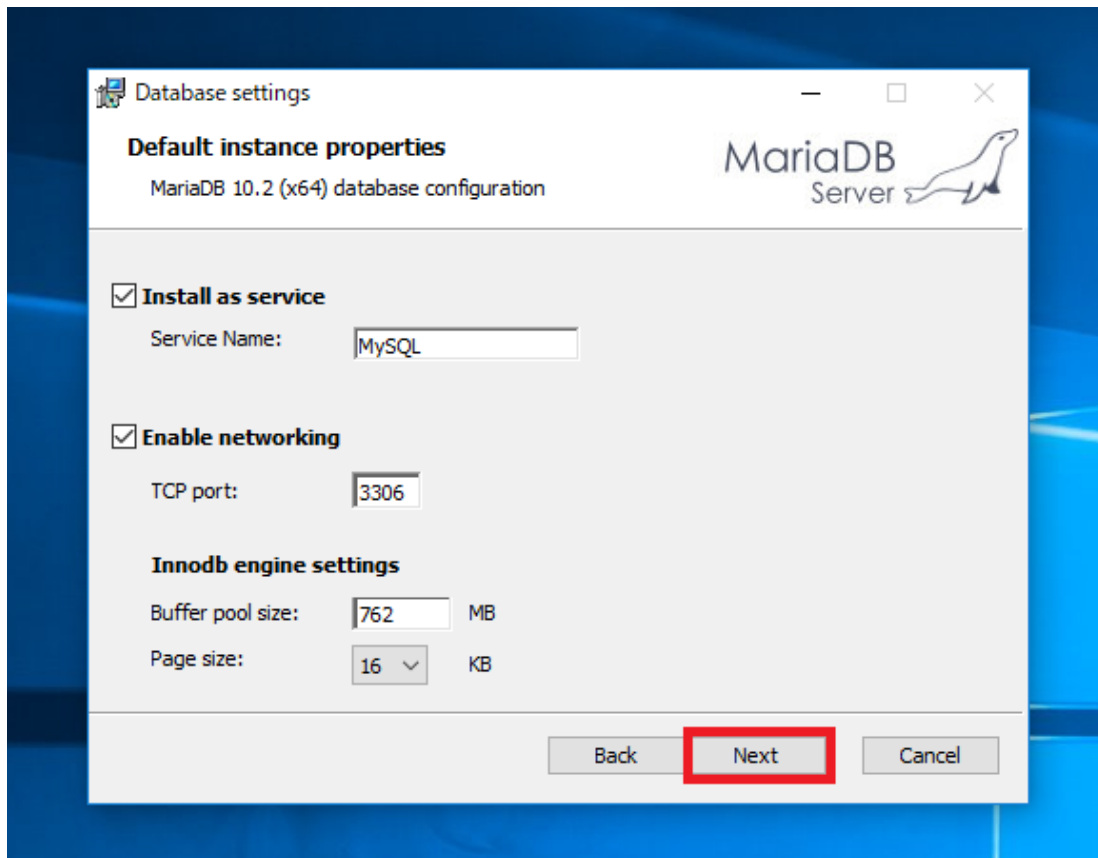 Database settings
Default instance properties
MariaDB 10.2 (x64) database configuration
MariaDB
Server
Install as service
Service Name: MySQL
Enable networking
TCP port: 3306
Innodb engine settings
Buffer pool size: 762 MB
Page size: 16 KB
Back Next Cancel